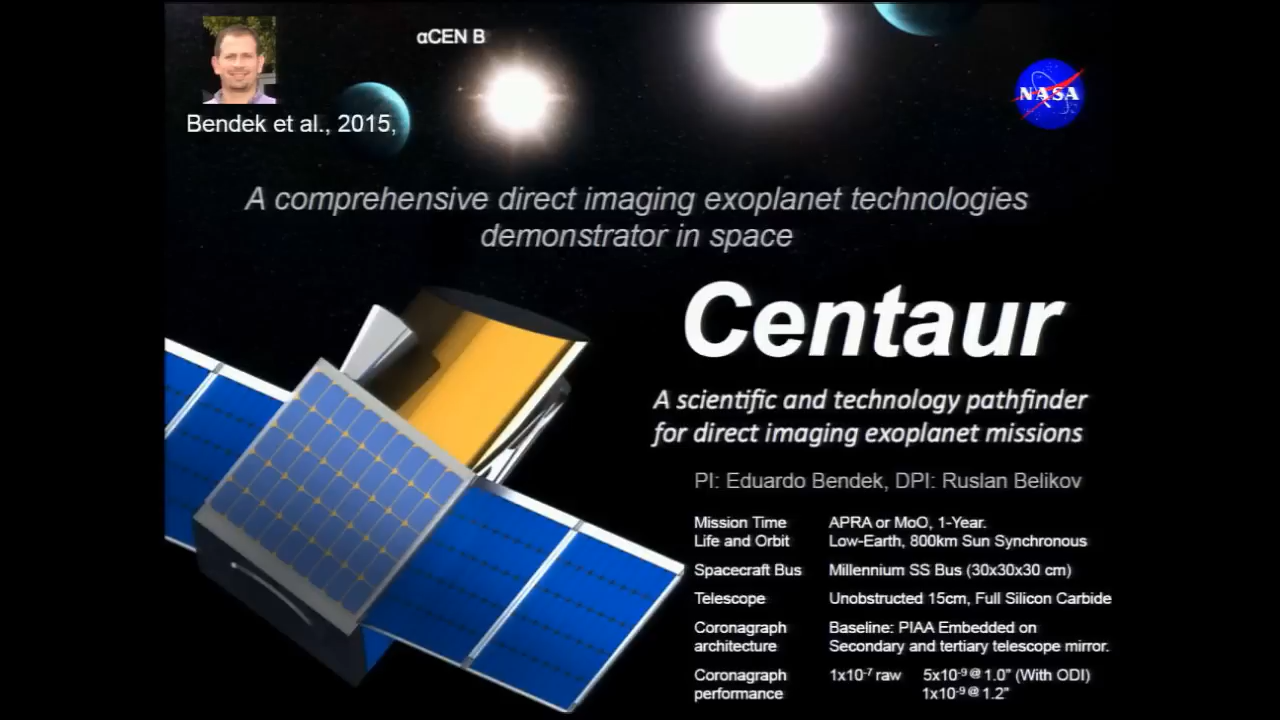 αCEN B
NASA
Bendek et al., 2015,
A comprehensive direct imaging exoplanet technologies
demonstrator in space
Centaur
A scientific and technology pathfinder
for direct imaging exoplanet missions
PI: Eduardo Bendek, DPI: Ruslan Belikov
Mission Time APRA or MoO, 1-Year.
Life and Orbit Low-Earth, 800km Sun Synchronous
Spacecraft Bus Millennium SS Bus (30x30x30 cm)
Telescope Unobstructed 15cm, Full Silicon Carbide
Coronagraph Baseline: PIAA Embedded on
architecture Secondary and tertiary telescope mirror.
Coronagraph 1x10⁻⁷ raw 5x10⁻⁹ @ 1.0" (With ODI)
performance 1x10⁻⁹ @ 1.2"